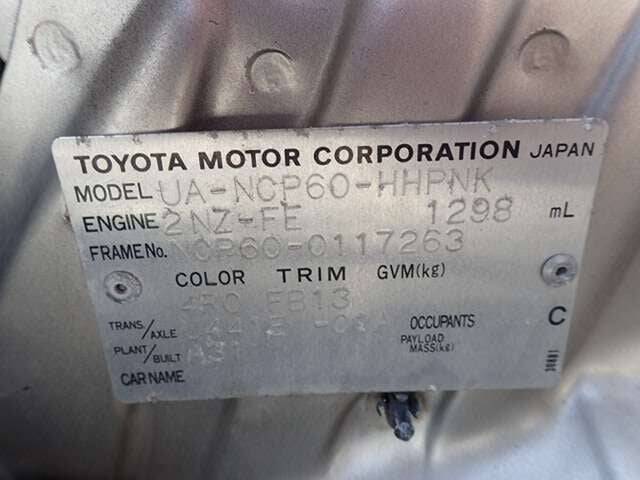 TOYOTA MOTOR CORPORATION JAPAN
MODEL UA-NCP60-HHPNK
ENGINE 2NZ-FE 1298 mL
FRAME No. NCP60-0117263
COLOR TRIM GVM(kg)
FB13
TRANS/AXLE OCCUPANTS C
PLANT/BUILT PAYLOAD MASS(kg)
CAR NAME